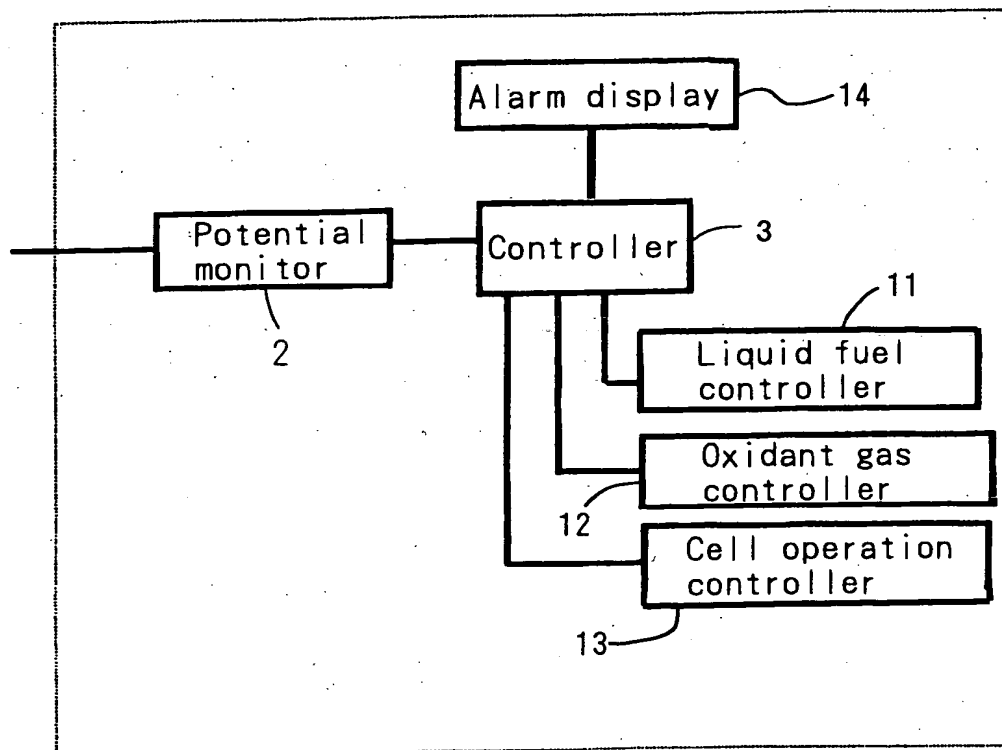 Alarm display
14
Potential
monitor
2
Controller
3
11
Liquid fuel
controller
Oxidant gas
controller
12
Cell operation
controller
13